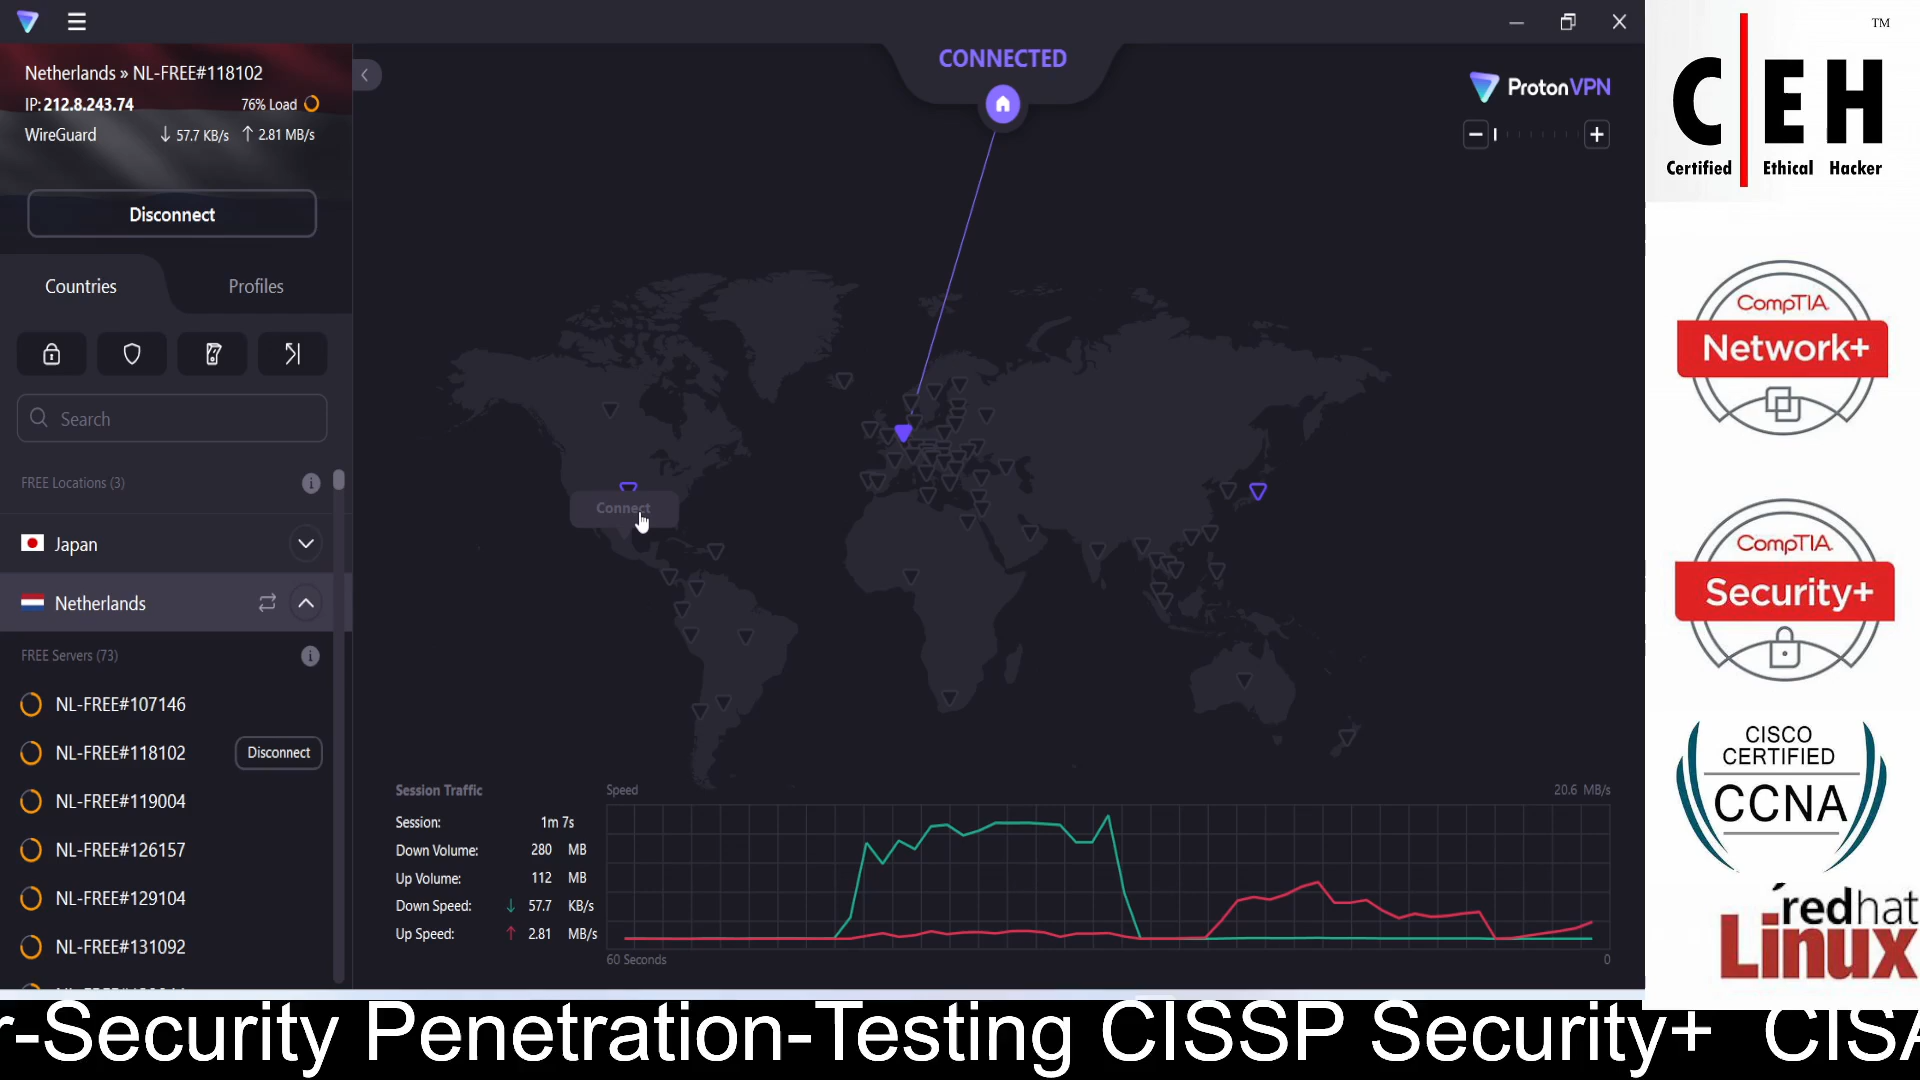 Netherlands » NL-FREE#118102
IP: 212.8.243.74 76% Load
WireGuard ↓ 57.7 KB/s ↑ 2.81 MB/s
Disconnect
Countries Profiles
Search
FREE Locations (3)
Japan
Netherlands
FREE Servers (73)
NL-FREE#107146
NL-FREE#118102 Disconnect
NL-FREE#119004
NL-FREE#126157
NL-FREE#129104
NL-FREE#131092
CONNECTED
ProtonVPN
Connect
Session Traffic
Session: 1m 7s
Down Volume: 280 MB
Up Volume: 112 MB
Down Speed: ↓ 57.7 KB/s
Up Speed: ↑ 2.81 MB/s
Speed 20.6 MB/s
60 Seconds 0
TM
CEH
Certified Ethical Hacker
CompTIA
Network+
CompTIA
Security+
CISCO
CERTIFIED
CCNA
redhat
Linux
r-Security Penetration-Testing CISSP Security+ CISA